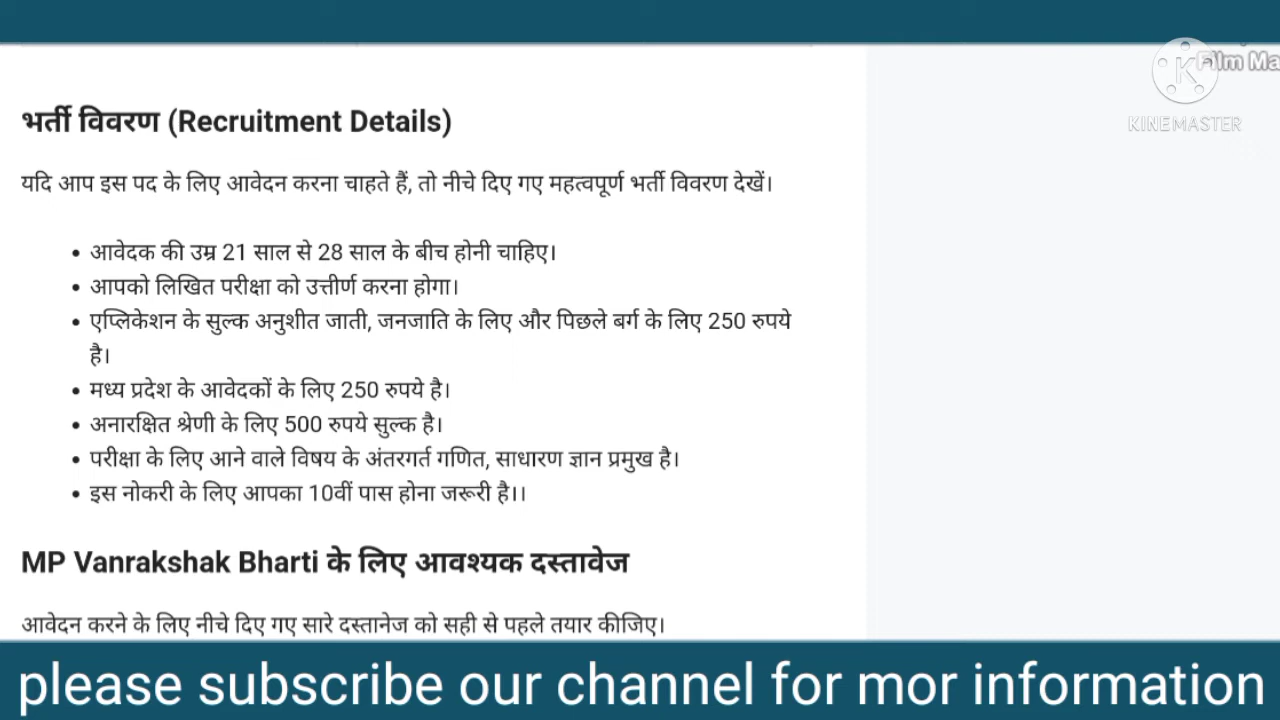 Film Ma
KINEMASTER
भर्ती विवरण (Recruitment Details)
यदि आप इस पद के लिए आवेदन करना चाहते हैं, तो नीचे दिए गए महत्वपूर्ण भर्ती विवरण देखें।
• आवेदक की उम्र 21 साल से 28 साल के बीच होनी चाहिए।
• आपको लिखित परीक्षा को उत्तीर्ण करना होगा।
• एप्लिकेशन के सुल्क अनुशीत जाती, जनजाति के लिए और पिछले बर्ग के लिए 250 रुपये
है।
• मध्य प्रदेश के आवेदकों के लिए 250 रुपये है।
• अनारक्षित श्रेणी के लिए 500 रुपये सुल्क है।
• परीक्षा के लिए आने वाले विषय के अंतरगर्त गणित, साधारण ज्ञान प्रमुख है।
• इस नोकरी के लिए आपका 10वीं पास होना जरूरी है।।
MP Vanrakshak Bharti के लिए आवश्यक दस्तावेज
आवेदन करने के लिए नीचे दिए गए सारे दस्तानेज को सही से पहले तयार कीजिए।
please subscribe our channel for mor information